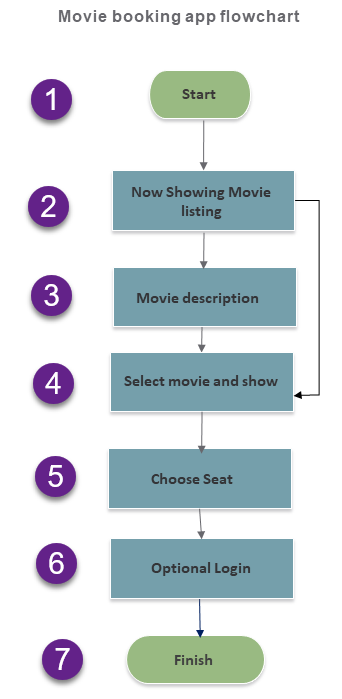 Movie booking app flowchart
1
Start
2
Now Showing Movie
listing
3
Movie description
4
Select movie and show
5
Choose Seat
6
Optional Login
7
Finish